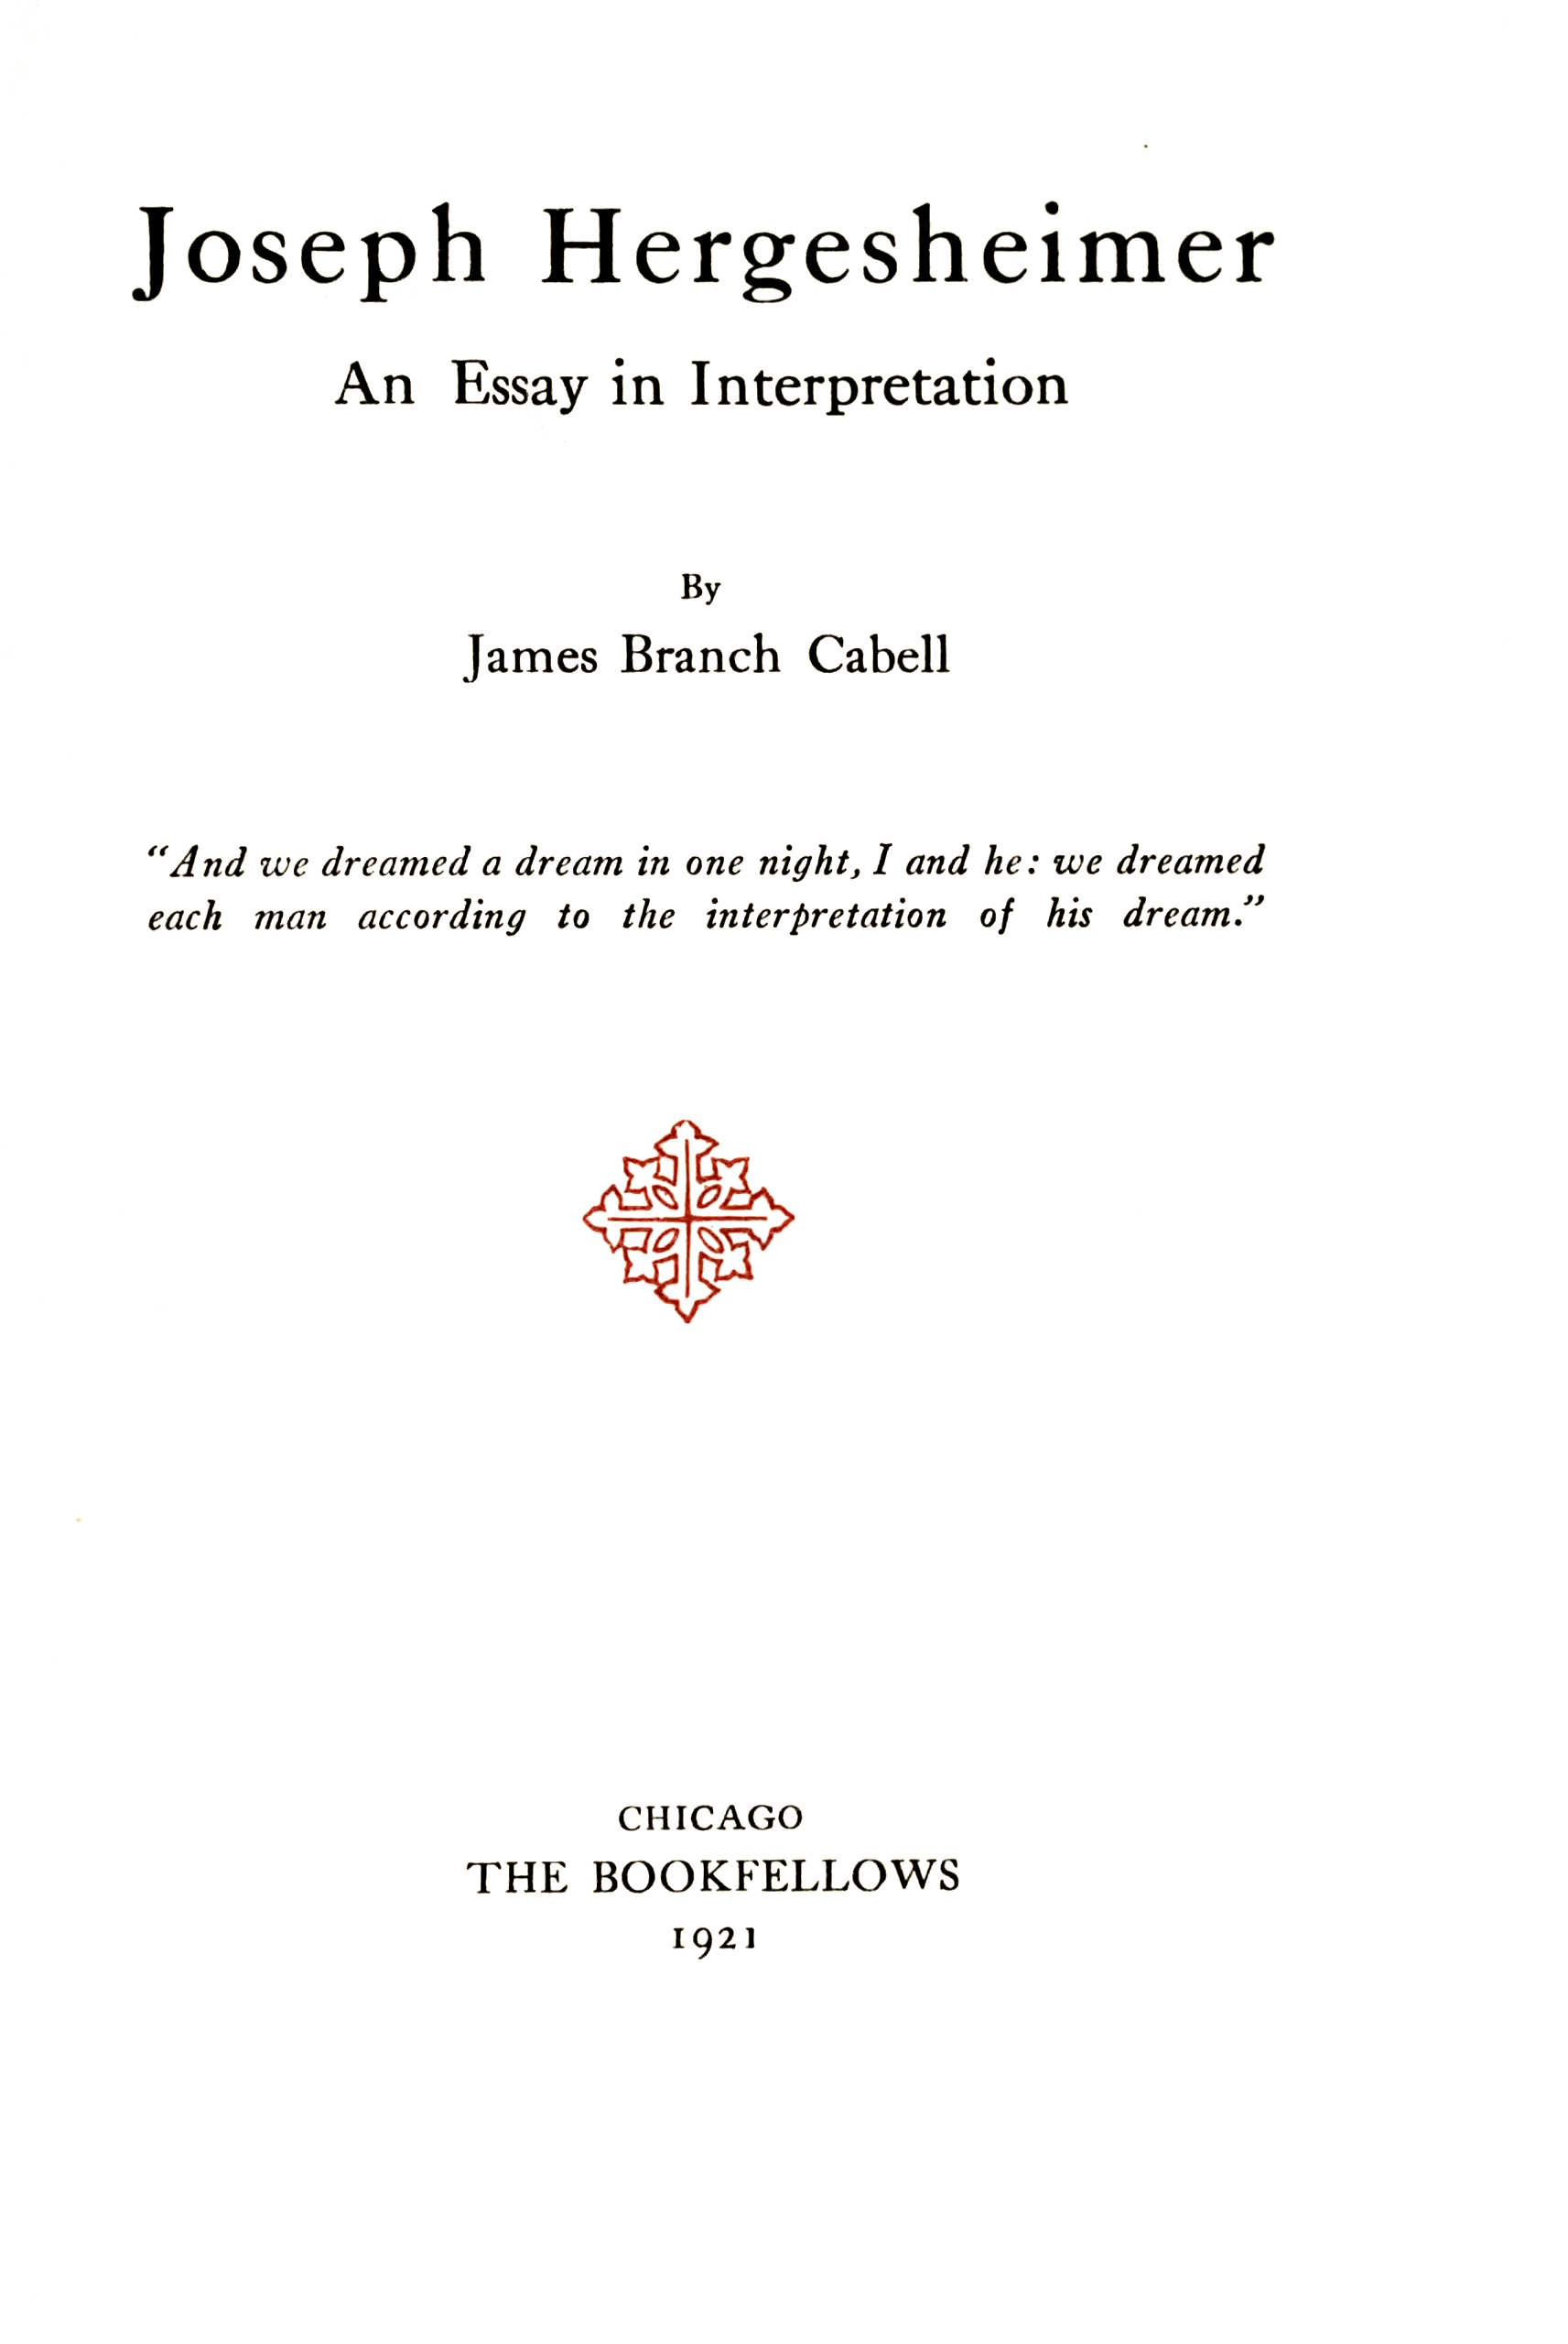 Joseph Hergesheimer
An Essay in Interpretation
By
James Branch Cabell
“And we dreamed a dream in one night, I and he: we dreamed
each man according to the interpretation of his dream.”
CHICAGO
THE BOOKFELLOWS
1921